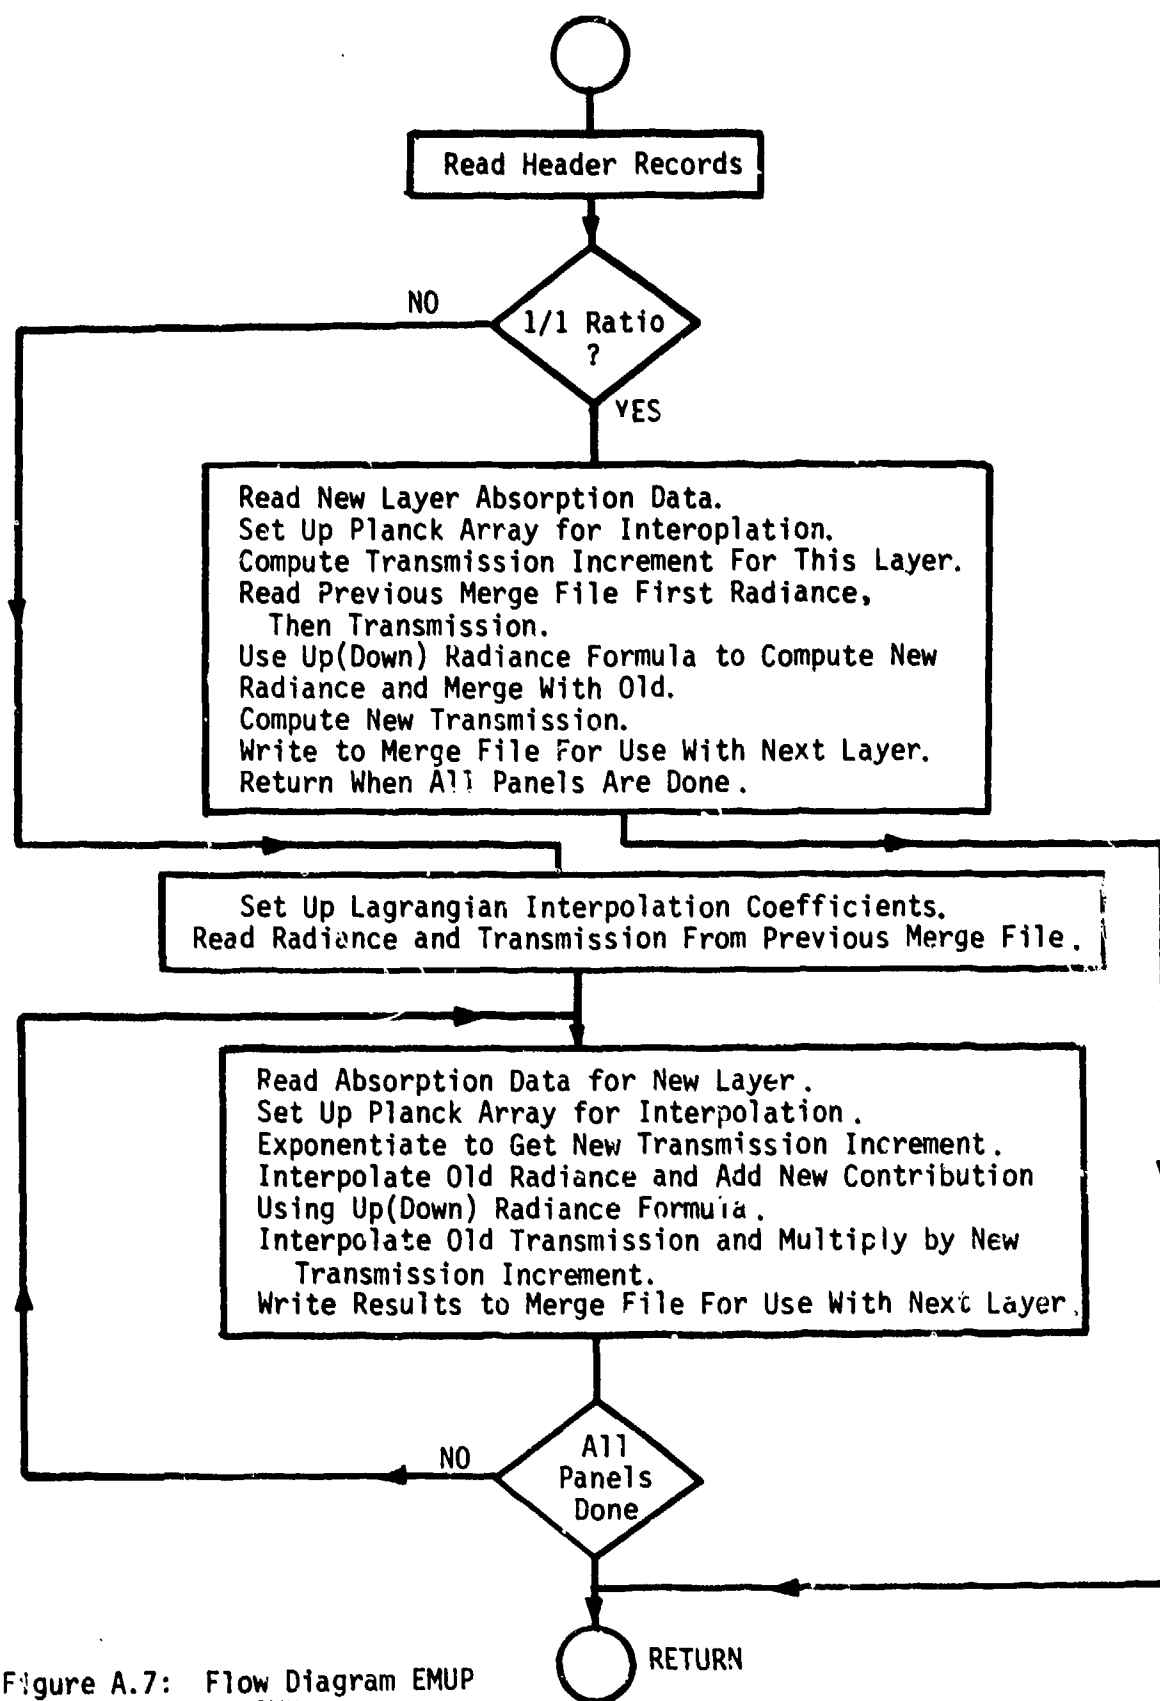 Read Header Records
NO
1/1 Ratio
?
YES
Read New Layer Absorption Data.
Set Up Planck Array for Interoplation.
Compute Transmission Increment For This Layer.
Read Previous Merge File First Radiance,
Then Transmission.
Use Up(Down) Radiance Formula to Compute New
Radiance and Merge With Old.
Compute New Transmission.
Write to Merge File For Use With Next Layer.
Return When All Panels Are Done.
Set Up Lagrangian Interpolation Coefficients.
Read Radiance and Transmission From Previous Merge File.
Read Absorption Data for New Layer.
Set Up Planck Array for Interpolation.
Exponentiate to Get New Transmission Increment.
Interpolate Old Radiance and Add New Contribution
Using Up(Down) Radiance Formula.
Interpolate Old Transmission and Multiply by New
Transmission Increment.
Write Results to Merge File For Use With Next Layer.
NO
All
Panels
Done
RETURN
Figure A.7: Flow Diagram EMUP